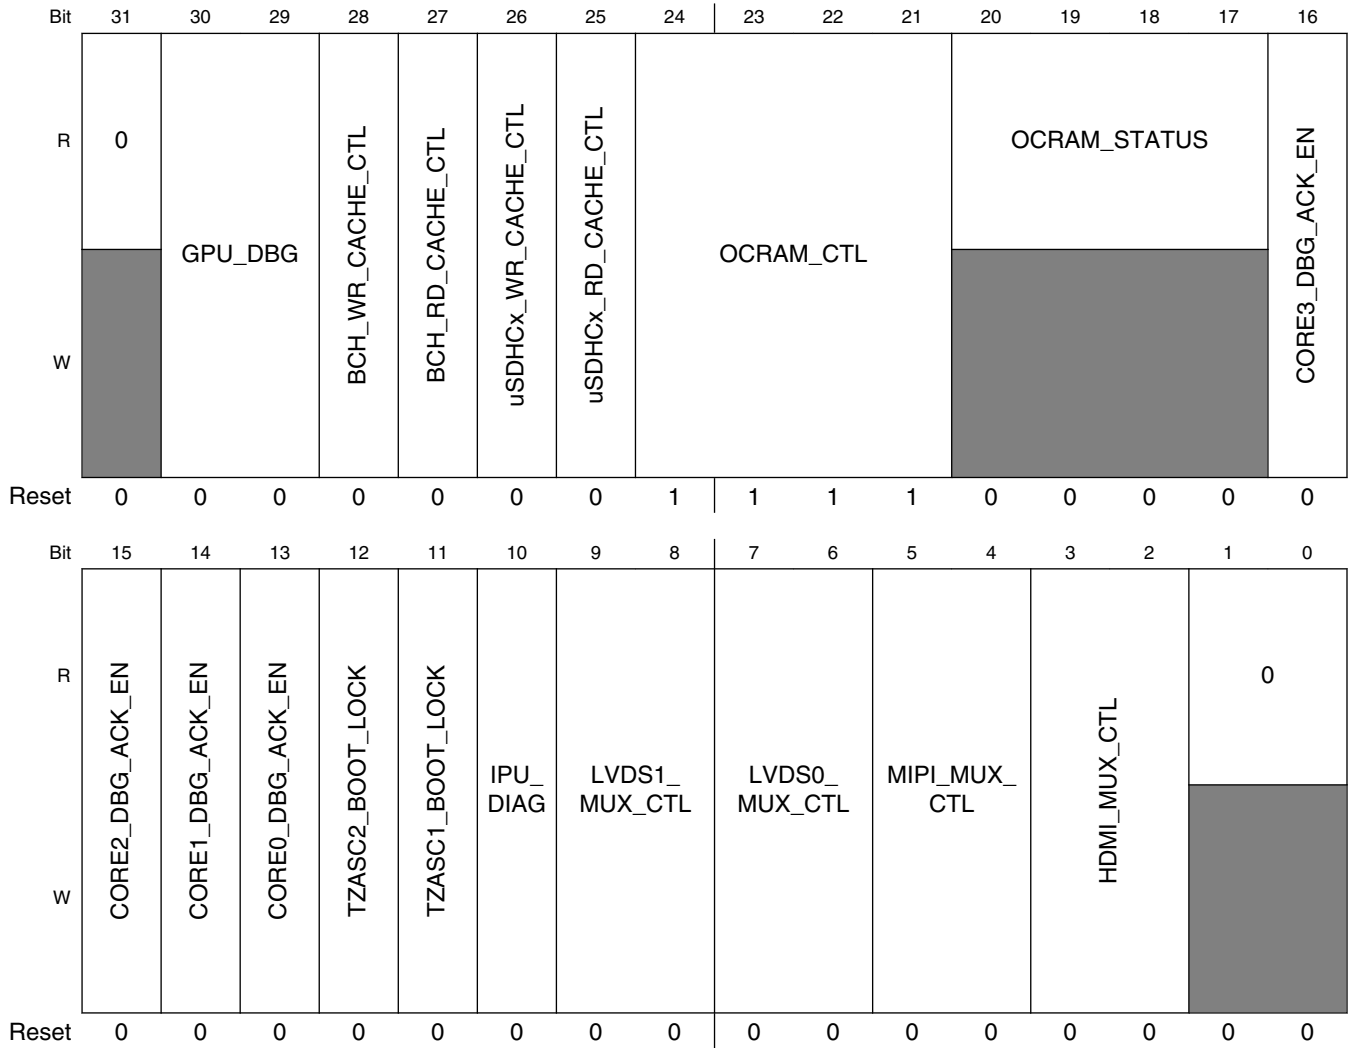 Bit 31 30 29 28 27 26 25 24 23 22 21 20 19 18 17 16
R
0
GPU_DBG
BCH_WR_CACHE_CTL
BCH_RD_CACHE_CTL
uSDHCx_WR_CACHE_CTL
uSDHCx_RD_CACHE_CTL
OCRAM_CTL
OCRAM_STATUS
CORE3_DBG_ACK_EN
W
Reset 0 0 0 0 0 0 0 1 1 1 1 0 0 0 0 0
Bit 15 14 13 12 11 10 9 8 7 6 5 4 3 2 1 0
R
CORE2_DBG_ACK_EN
CORE1_DBG_ACK_EN
CORE0_DBG_ACK_EN
TZASC2_BOOT_LOCK
TZASC1_BOOT_LOCK
IPU_
DIAG
LVDS1_
MUX_CTL
LVDS0_
MUX_CTL
MIPI_MUX_
CTL
HDMI_MUX_CTL
0
W
Reset 0 0 0 0 0 0 0 0 0 0 0 0 0 0 0 0